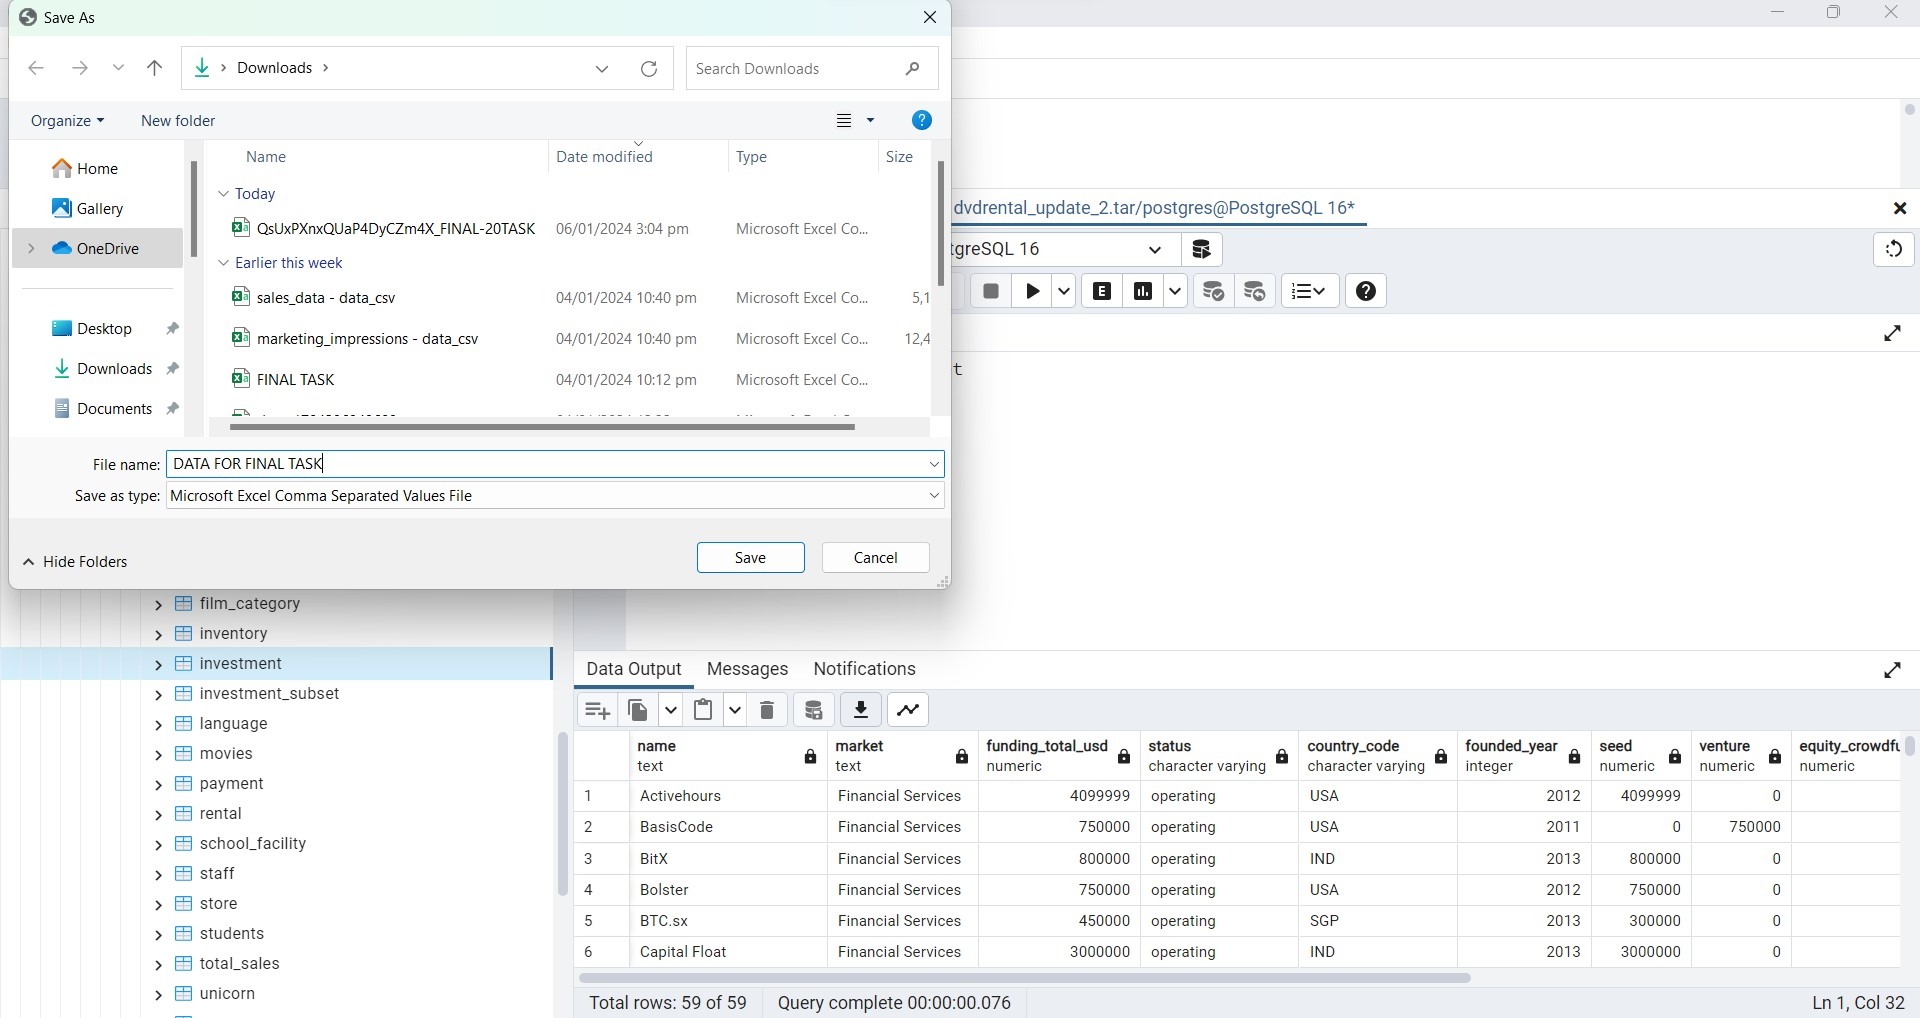 Save As
Downloads
Search Downloads
Organize
New folder
Home
Gallery
OneDrive
Desktop
Downloads
Documents
Name Date modified Type Size
Today
QsUxPXnxQUaP4DyCZm4X_FINAL-20TASK 06/01/2024 3:04 pm Microsoft Excel Co...
Earlier this week
sales_data - data_csv 04/01/2024 10:40 pm Microsoft Excel Co... 5,1
marketing_impressions - data_csv 04/01/2024 10:40 pm Microsoft Excel Co... 12,4
FINAL TASK 04/01/2024 10:12 pm Microsoft Excel Co...
File name: DATA FOR FINAL TASK
Save as type: Microsoft Excel Comma Separated Values File
Hide Folders
Save
Cancel
dvdrental_update_2.tar/postgres@PostgreSQL 16*
tgreSQL 16
E
t
film_category
inventory
investment
investment_subset
language
movies
payment
rental
school_facility
staff
store
students
total_sales
unicorn
Data Output Messages Notifications
name market funding_total_usd status country_code founded_year seed venture equity_crowdfu
text text numeric character varying character varying integer numeric numeric numeric
1 Activehours Financial Services 4099999 operating USA 2012 4099999 0
2 BasisCode Financial Services 750000 operating USA 2011 0 750000
3 BitX Financial Services 800000 operating IND 2013 800000 0
4 Bolster Financial Services 750000 operating USA 2012 750000 0
5 BTC.sx Financial Services 450000 operating SGP 2013 300000 0
6 Capital Float Financial Services 3000000 operating IND 2013 3000000 0
Total rows: 59 of 59 Query complete 00:00:00.076 Ln 1, Col 32